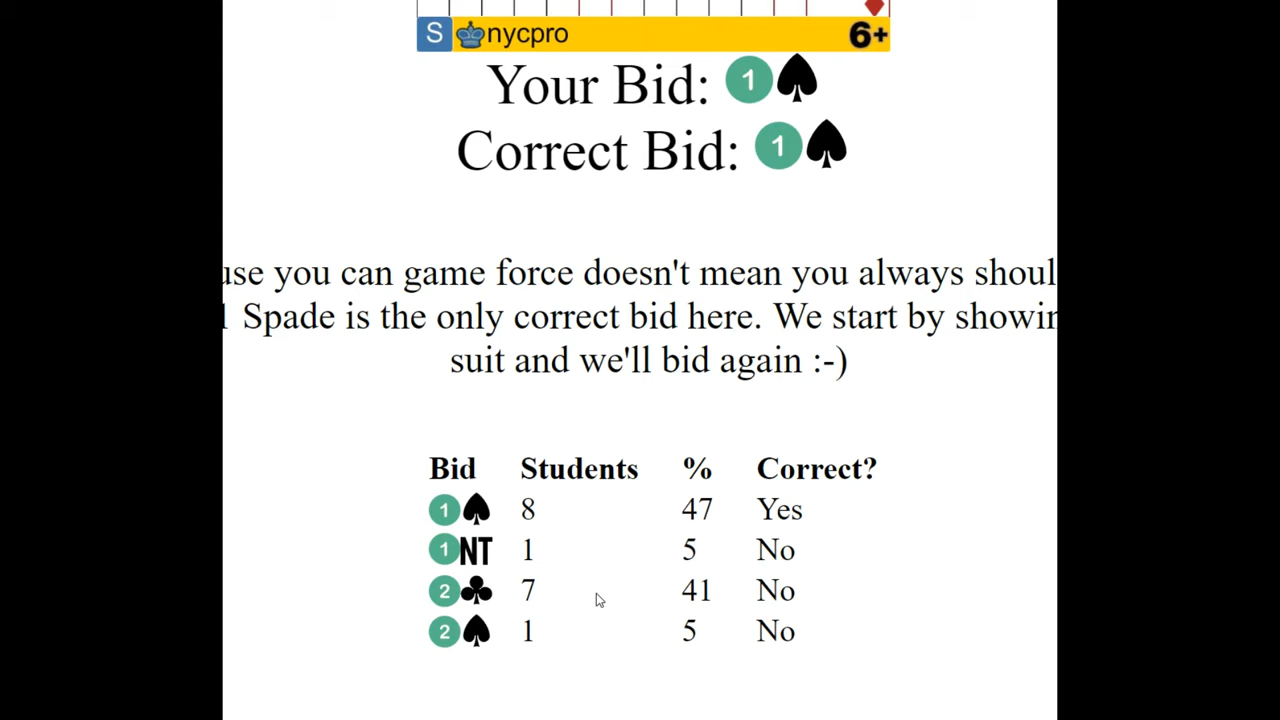 S nycpro 6+
Your Bid: 1♠
Correct Bid: 1♠
use you can game force doesn't mean you always shoul
1 Spade is the only correct bid here. We start by showin
suit and we'll bid again :-)
Bid Students % Correct?
1♠ 8 47 Yes
1NT 1 5 No
2♣ 7 41 No
2♠ 1 5 No